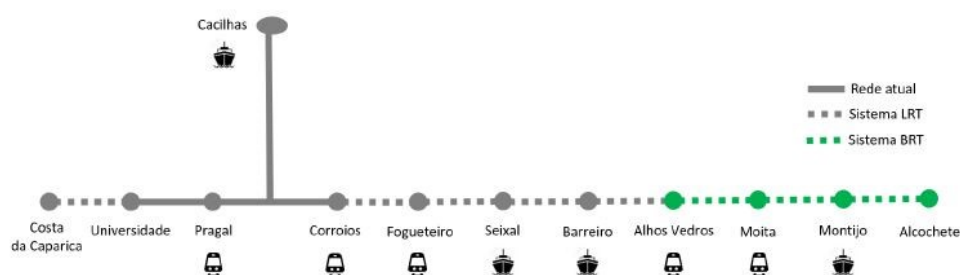 Cacilhas
Rede atual
Sistema LRT
Sistema BRT
Costa
da Caparica
Universidade
Pragal
Corroios
Fogueteiro
Seixal
Barreiro
Alhos Vedros
Moita
Montijo
Alcochete